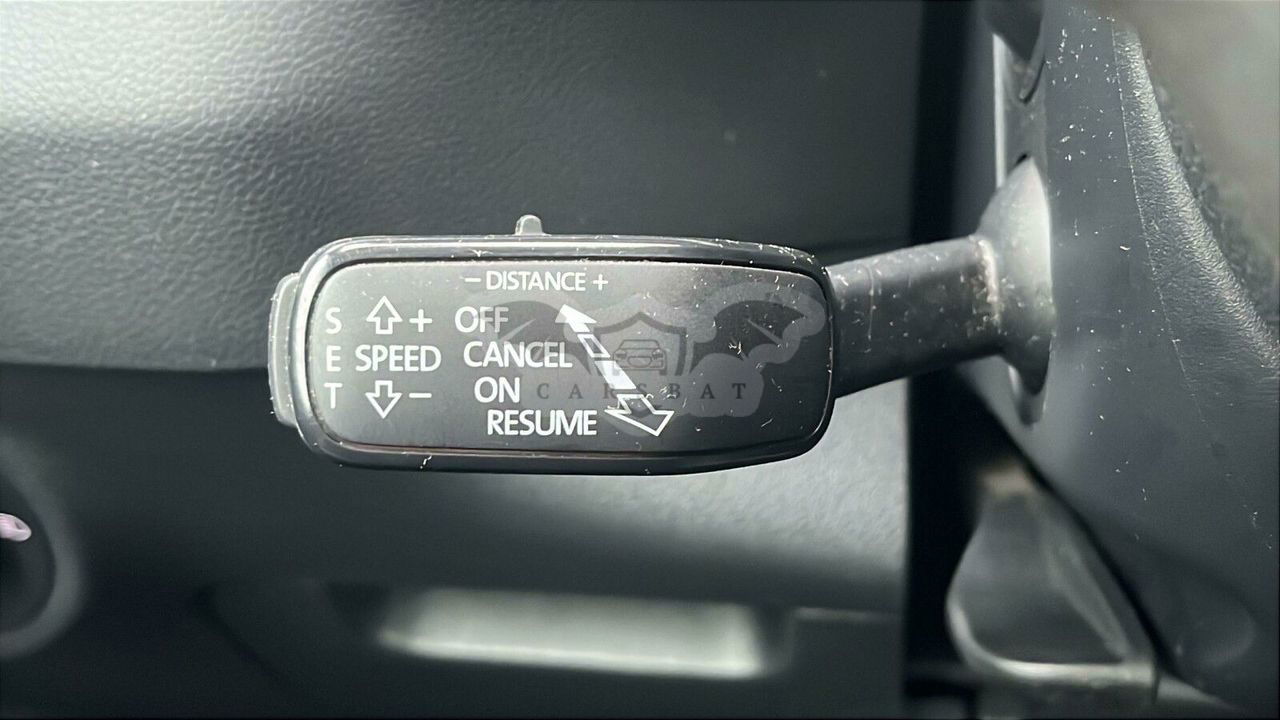 − DISTANCE +
S ⇧ + OFF
E SPEED CANCEL
T ⇩ − ON
RESUME
CARSBAT